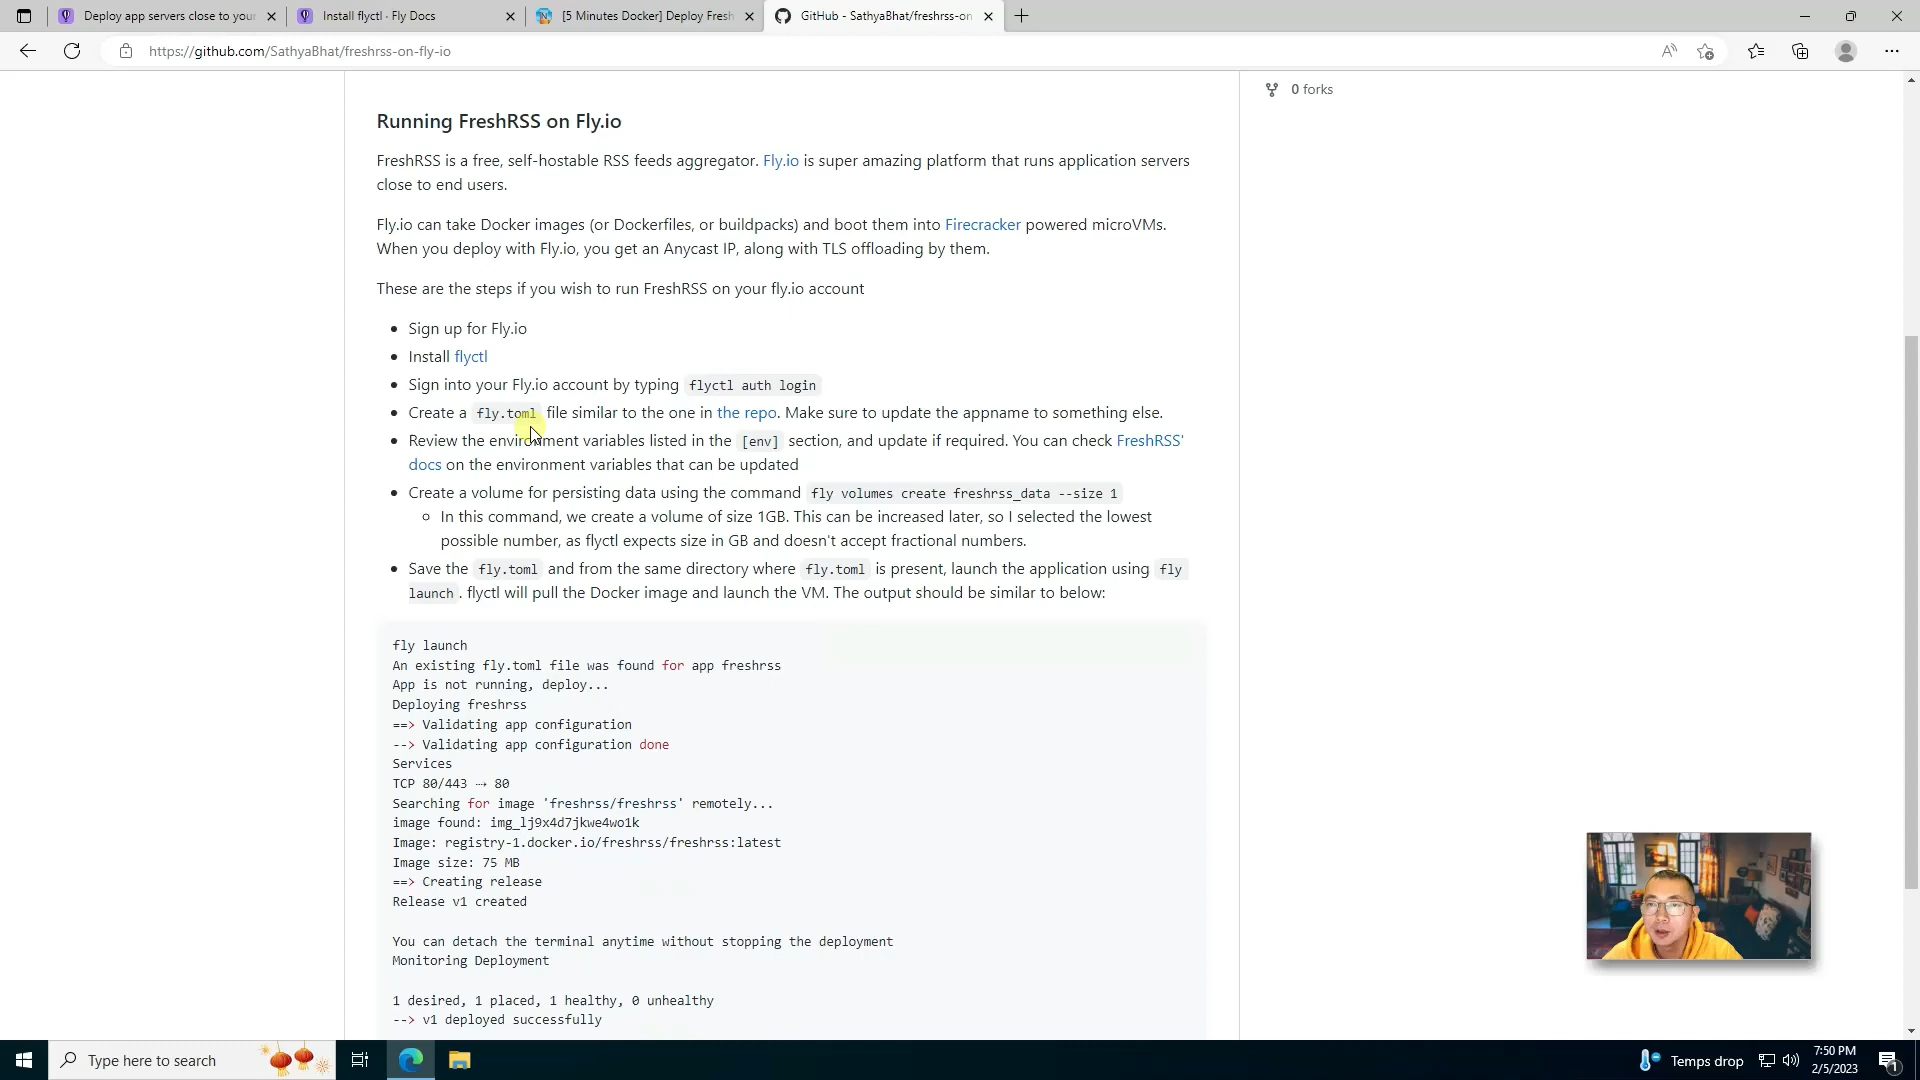 Deploy app servers close to your
Install flyctl · Fly Docs
[5 Minutes Docker] Deploy Fresh
GitHub - SathyaBhat/freshrss-on
https://github.com/SathyaBhat/freshrss-on-fly-io
0 forks
Running FreshRSS on Fly.io
FreshRSS is a free, self-hostable RSS feeds aggregator. Fly.io is super amazing platform that runs application servers
close to end users.
Fly.io can take Docker images (or Dockerfiles, or buildpacks) and boot them into Firecracker powered microVMs.
When you deploy with Fly.io, you get an Anycast IP, along with TLS offloading by them.
These are the steps if you wish to run FreshRSS on your fly.io account
• Sign up for Fly.io
• Install flyctl
• Sign into your Fly.io account by typing flyctl auth login
• Create a fly.toml file similar to the one in the repo. Make sure to update the appname to something else.
• Review the environment variables listed in the [env] section, and update if required. You can check FreshRSS'
docs on the environment variables that can be updated
• Create a volume for persisting data using the command fly volumes create freshrss_data --size 1
◦ In this command, we create a volume of size 1GB. This can be increased later, so I selected the lowest
possible number, as flyctl expects size in GB and doesn't accept fractional numbers.
• Save the fly.toml and from the same directory where fly.toml is present, launch the application using fly
launch. flyctl will pull the Docker image and launch the VM. The output should be similar to below:
fly launch
An existing fly.toml file was found for app freshrss
App is not running, deploy...
Deploying freshrss
==> Validating app configuration
--> Validating app configuration done
Services
TCP 80/443 ⇢ 80
Searching for image 'freshrss/freshrss' remotely...
image found: img_lj9x4d7jkwe4wo1k
Image: registry-1.docker.io/freshrss/freshrss:latest
Image size: 75 MB
==> Creating release
Release v1 created
You can detach the terminal anytime without stopping the deployment
Monitoring Deployment
1 desired, 1 placed, 1 healthy, 0 unhealthy
--> v1 deployed successfully
Type here to search
Temps drop
7:50 PM
2/5/2023
1